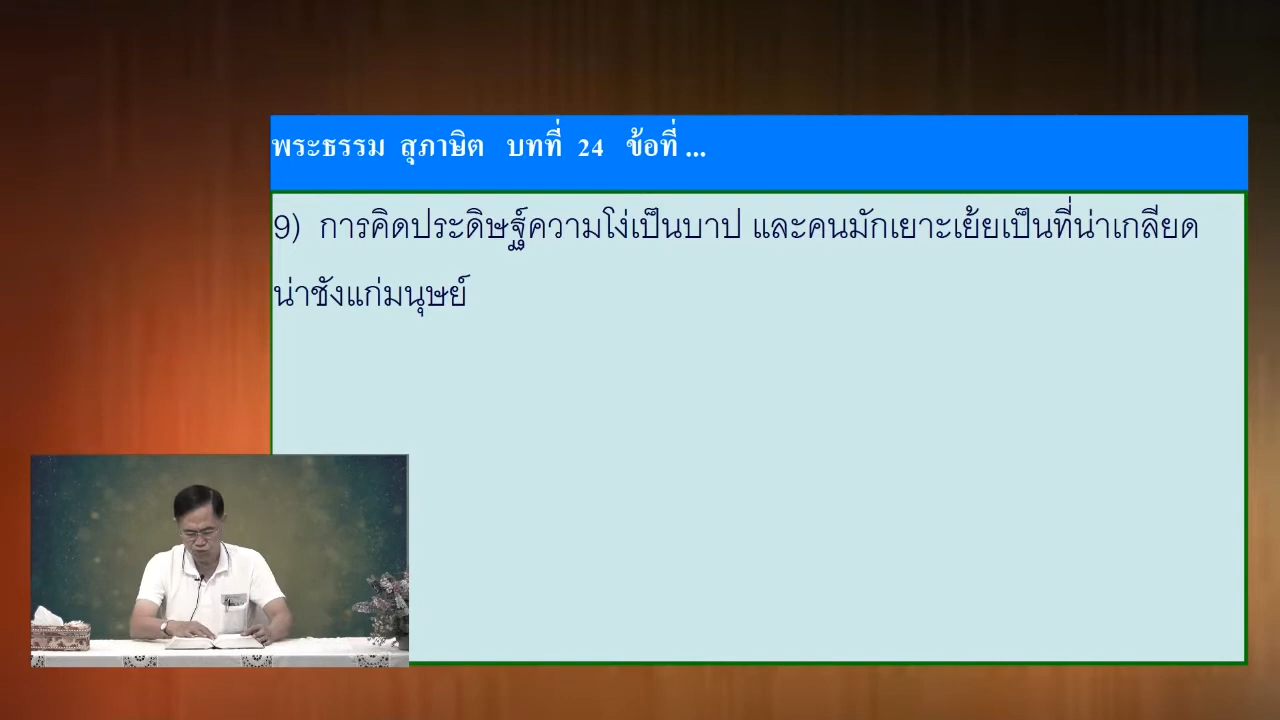 พระธรรม สุภาษิต บทที่ 24 ข้อที่ ...
9) การคิดประดิษฐ์ความโง่เป็นบาป และคนมักเยาะเย้ยเป็นที่น่าเกลียด
น่าชังแก่มนุษย์